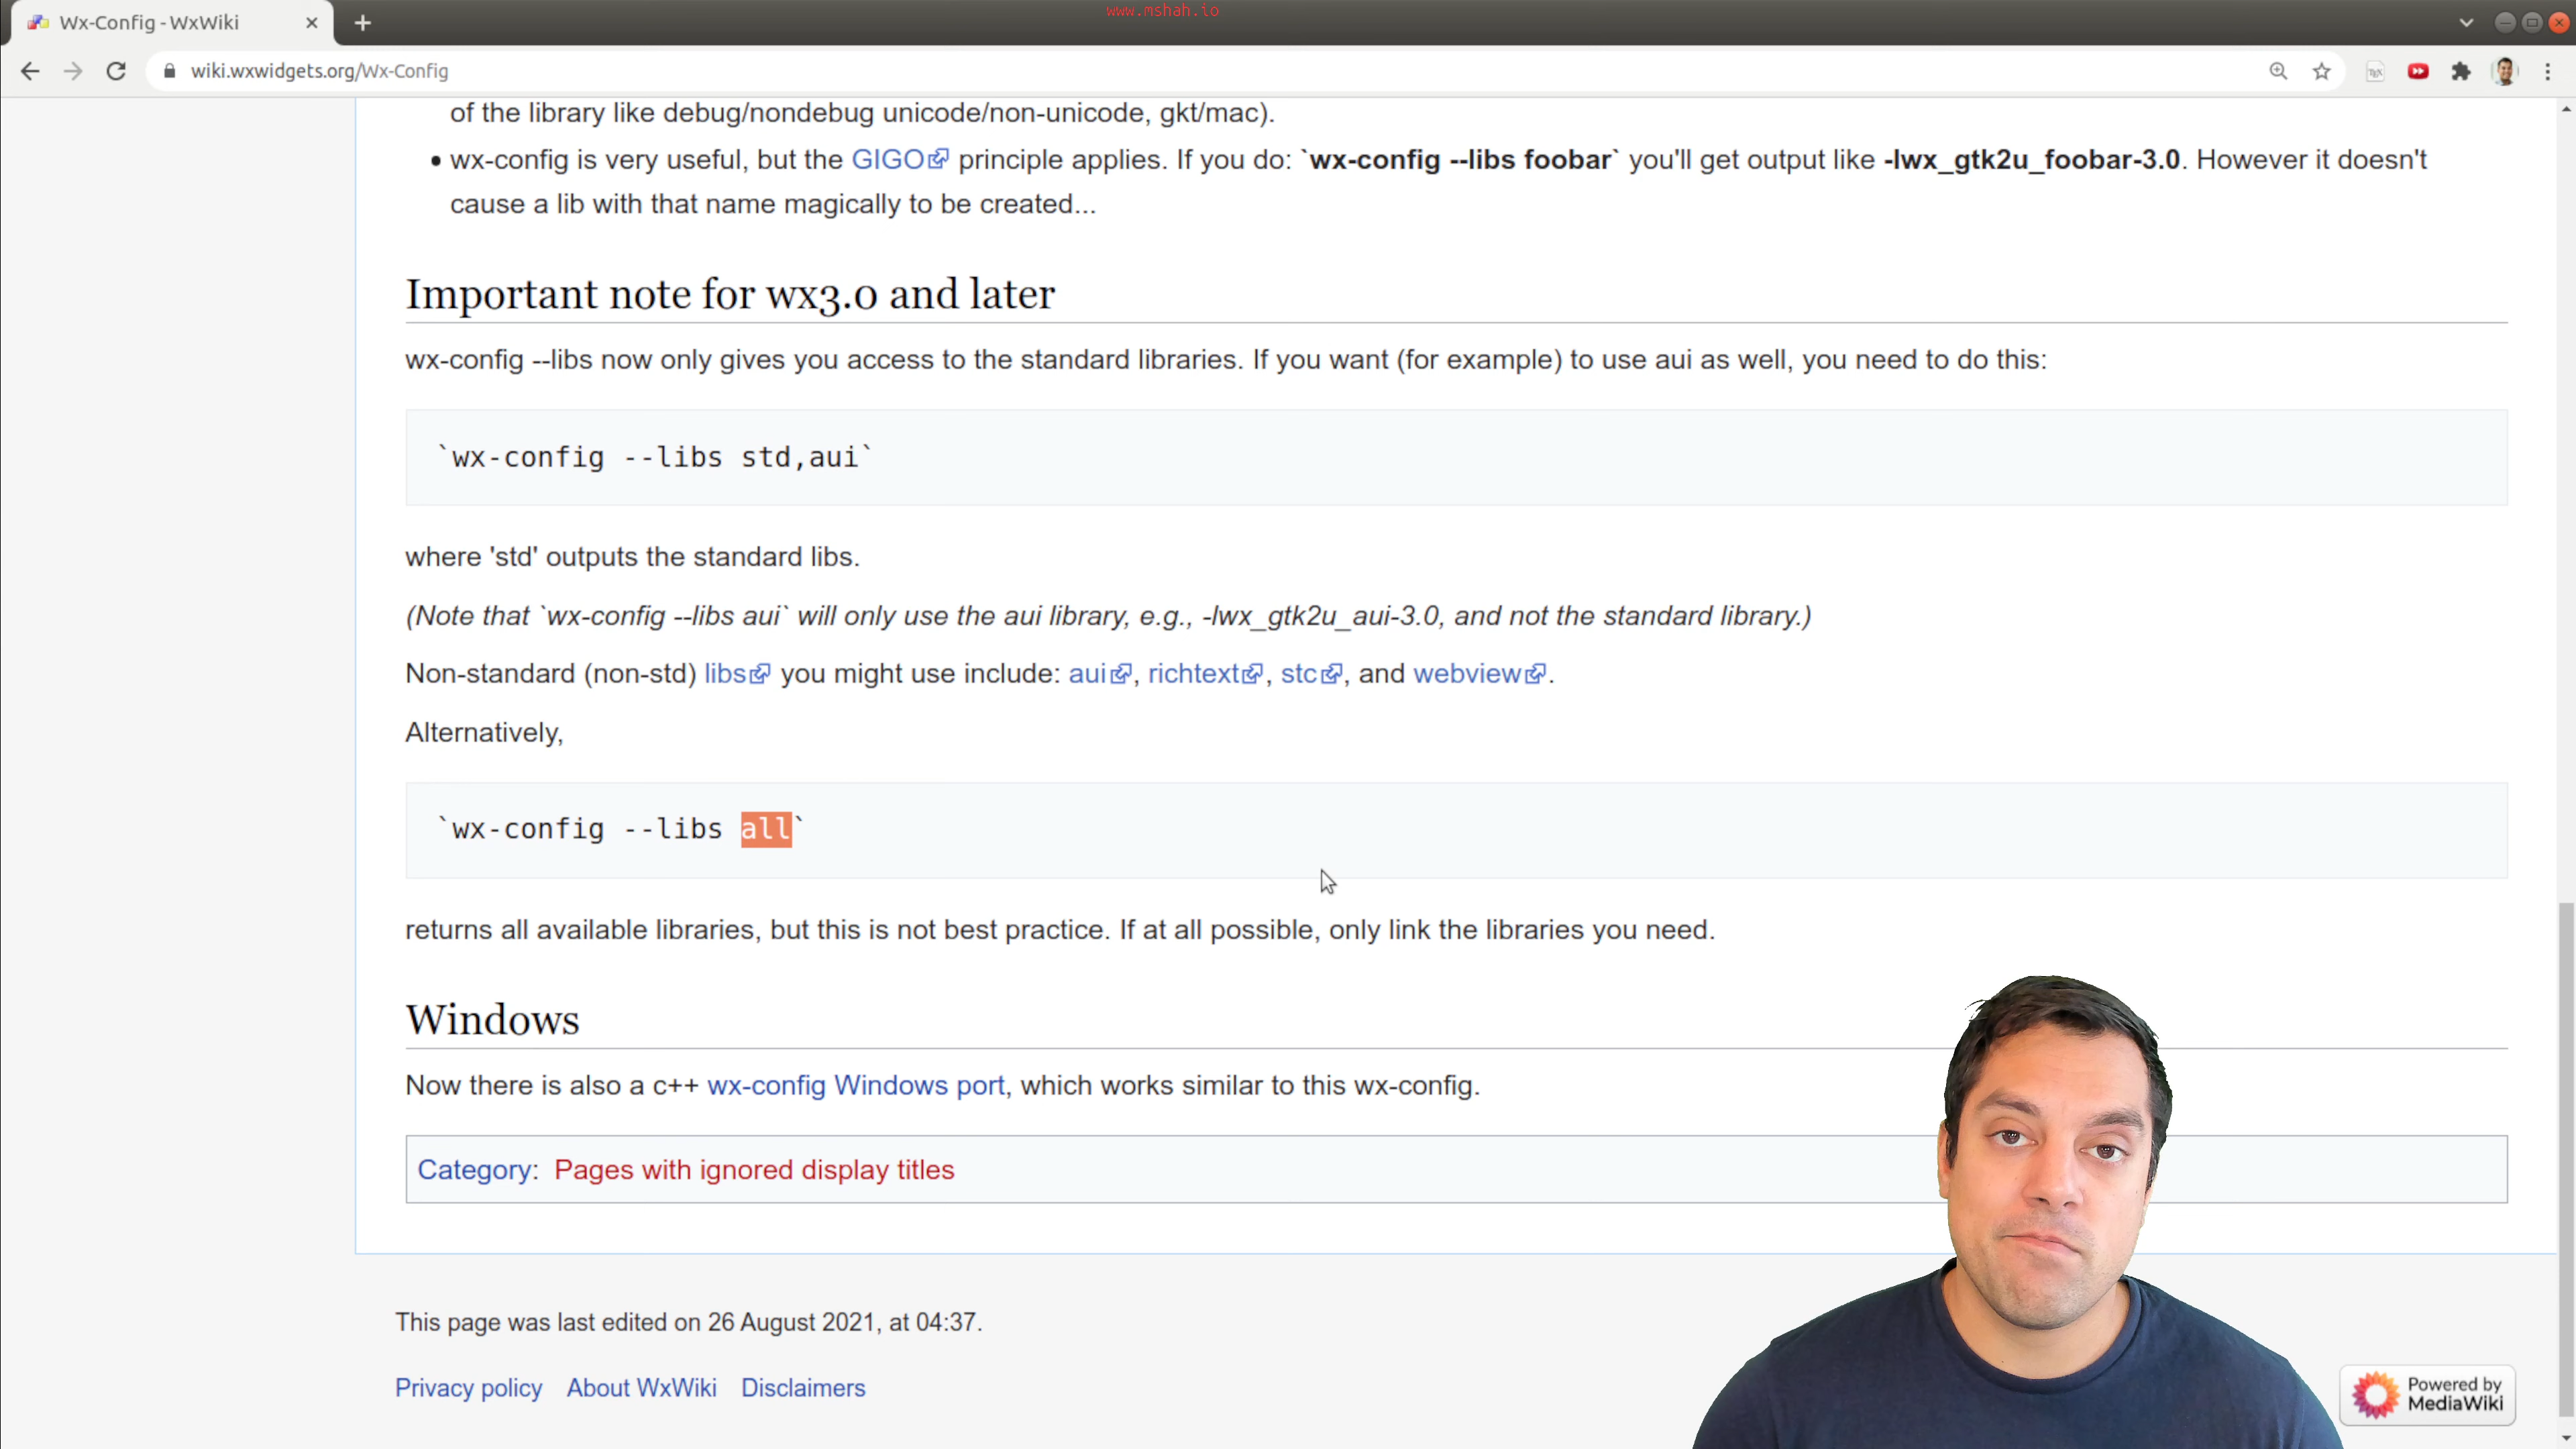 www.mshah.io
Wx-Config - WxWiki
wiki.wxwidgets.org/Wx-Config
of the library like debug/nondebug unicode/non-unicode, gkt/mac).
wx-config is very useful, but the GIGO principle applies. If you do: `wx-config --libs foobar` you'll get output like -lwx_gtk2u_foobar-3.0. However it doesn't
cause a lib with that name magically to be created...
Important note for wx3.0 and later
wx-config --libs now only gives you access to the standard libraries. If you want (for example) to use aui as well, you need to do this:
`wx-config --libs std,aui`
where 'std' outputs the standard libs.
(Note that `wx-config --libs aui` will only use the aui library, e.g., -lwx_gtk2u_aui-3.0, and not the standard library.)
Non-standard (non-std) libs you might use include: aui, richtext, stc, and webview.
Alternatively,
`wx-config --libs all`
returns all available libraries, but this is not best practice. If at all possible, only link the libraries you need.
Windows
Now there is also a c++ wx-config Windows port, which works similar to this wx-config.
Category: Pages with ignored display titles
This page was last edited on 26 August 2021, at 04:37.
Privacy policy About WxWiki Disclaimers
Powered by
MediaWiki